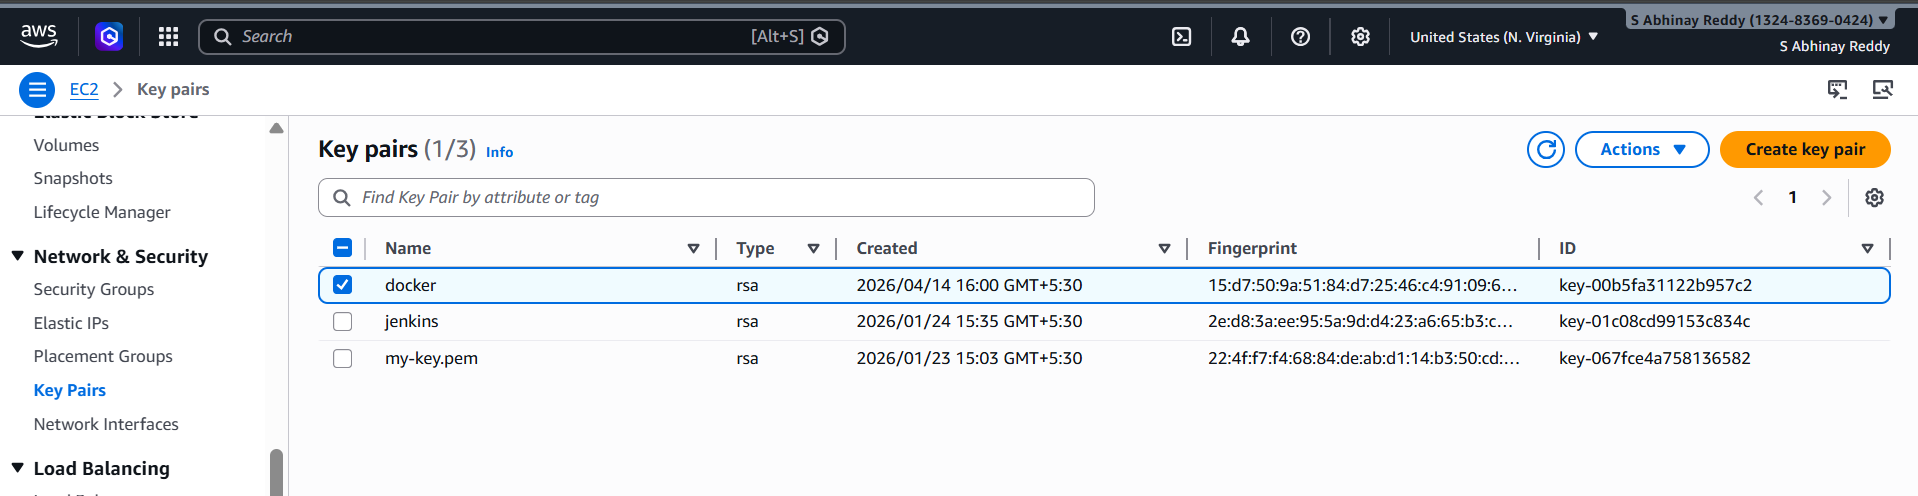 aws
Search [Alt+S]
United States (N. Virginia)
S Abhinay Reddy (1324-8369-0424)
S Abhinay Reddy
EC2 Key pairs
Elastic Block Store
Volumes
Snapshots
Lifecycle Manager
Network & Security
Security Groups
Elastic IPs
Placement Groups
Key Pairs
Network Interfaces
Load Balancing
Key pairs (1/3) Info
Actions
Create key pair
Find Key Pair by attribute or tag
1
Name Type Created Fingerprint ID
docker rsa 2026/04/14 16:00 GMT+5:30 15:d7:50:9a:51:84:d7:25:46:c4:91:09:6... key-00b5fa31122b957c2
jenkins rsa 2026/01/24 15:35 GMT+5:30 2e:d8:3a:ee:95:5a:9d:d4:23:a6:65:b3:c... key-01c08cd99153c834c
my-key.pem rsa 2026/01/23 15:03 GMT+5:30 22:4f:f7:f4:68:84:de:ab:d1:14:b3:50:cd:... key-067fce4a758136582